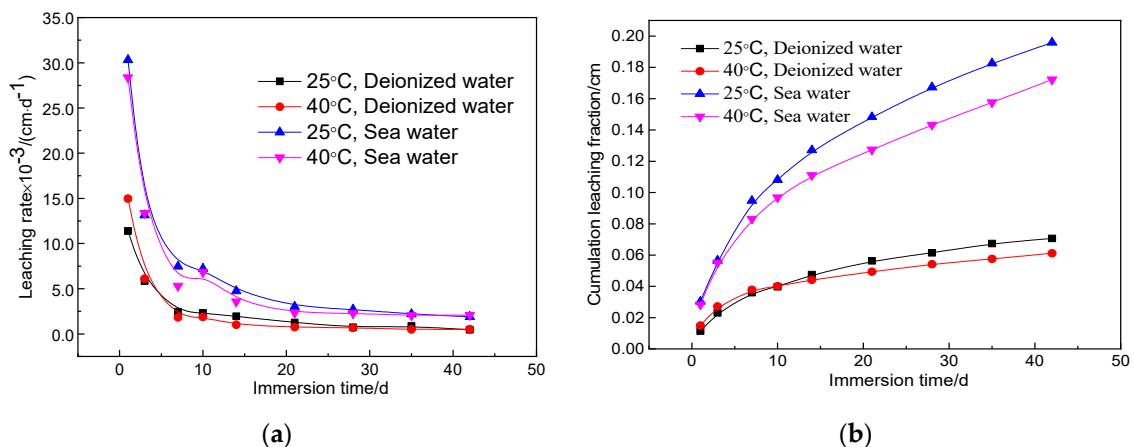 35.0
30.0
25.0
20.0
15.0
10.0
5.0
0.0
Leaching rate×10⁻³/(cm·d⁻¹)
25°C, Deionized water
40°C, Deionized water
25°C, Sea water
40°C, Sea water
0 10 20 30 40 50
Immersion time/d
(a)
0.20
0.18
0.16
0.14
0.12
0.10
0.08
0.06
0.04
0.02
0.00
Cumulation leaching fraction/cm
25°C, Deionized water
40°C, Deionized water
25°C, Sea water
40°C, Sea water
0 10 20 30 40 50
Immersion time/d
(b)